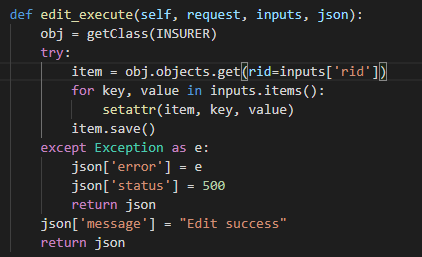 def edit_execute(self, request, inputs, json):
    obj = getClass(INSURER)
    try:
        item = obj.objects.get(rid=inputs['rid'])
        for key, value in inputs.items():
            setattr(item, key, value)
        item.save()
    except Exception as e:
        json['error'] = e
        json['status'] = 500
        return json
    json['message'] = "Edit success"
    return json